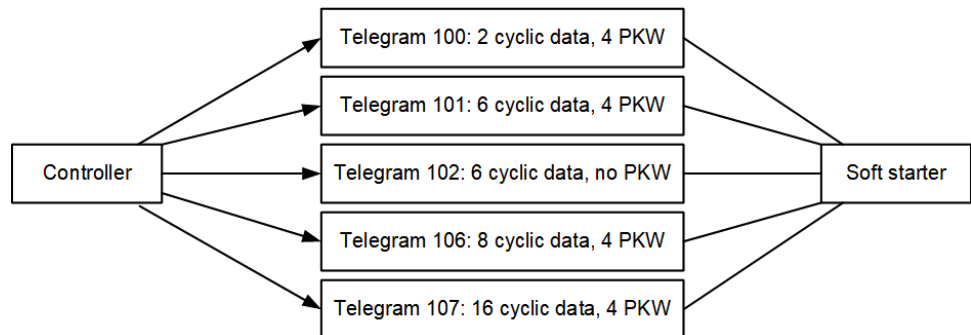 Telegram 100: 2 cyclic data, 4 PKW
Telegram 101: 6 cyclic data, 4 PKW
Controller
Telegram 102: 6 cyclic data, no PKW
Soft starter
Telegram 106: 8 cyclic data, 4 PKW
Telegram 107: 16 cyclic data, 4 PKW